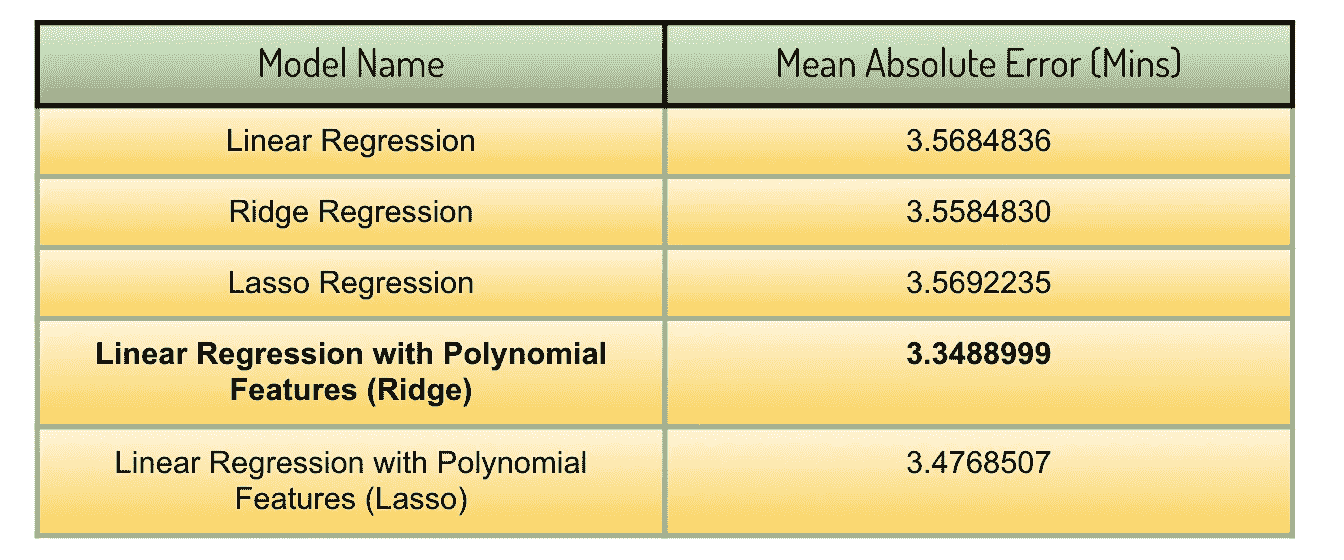 Model Name Mean Absolute Error (Mins)
Linear Regression 3.5684836
Ridge Regression 3.5584830
Lasso Regression 3.5692235
Linear Regression with Polynomial 3.3488999
Features (Ridge)
Linear Regression with Polynomial 3.4768507
Features (Lasso)